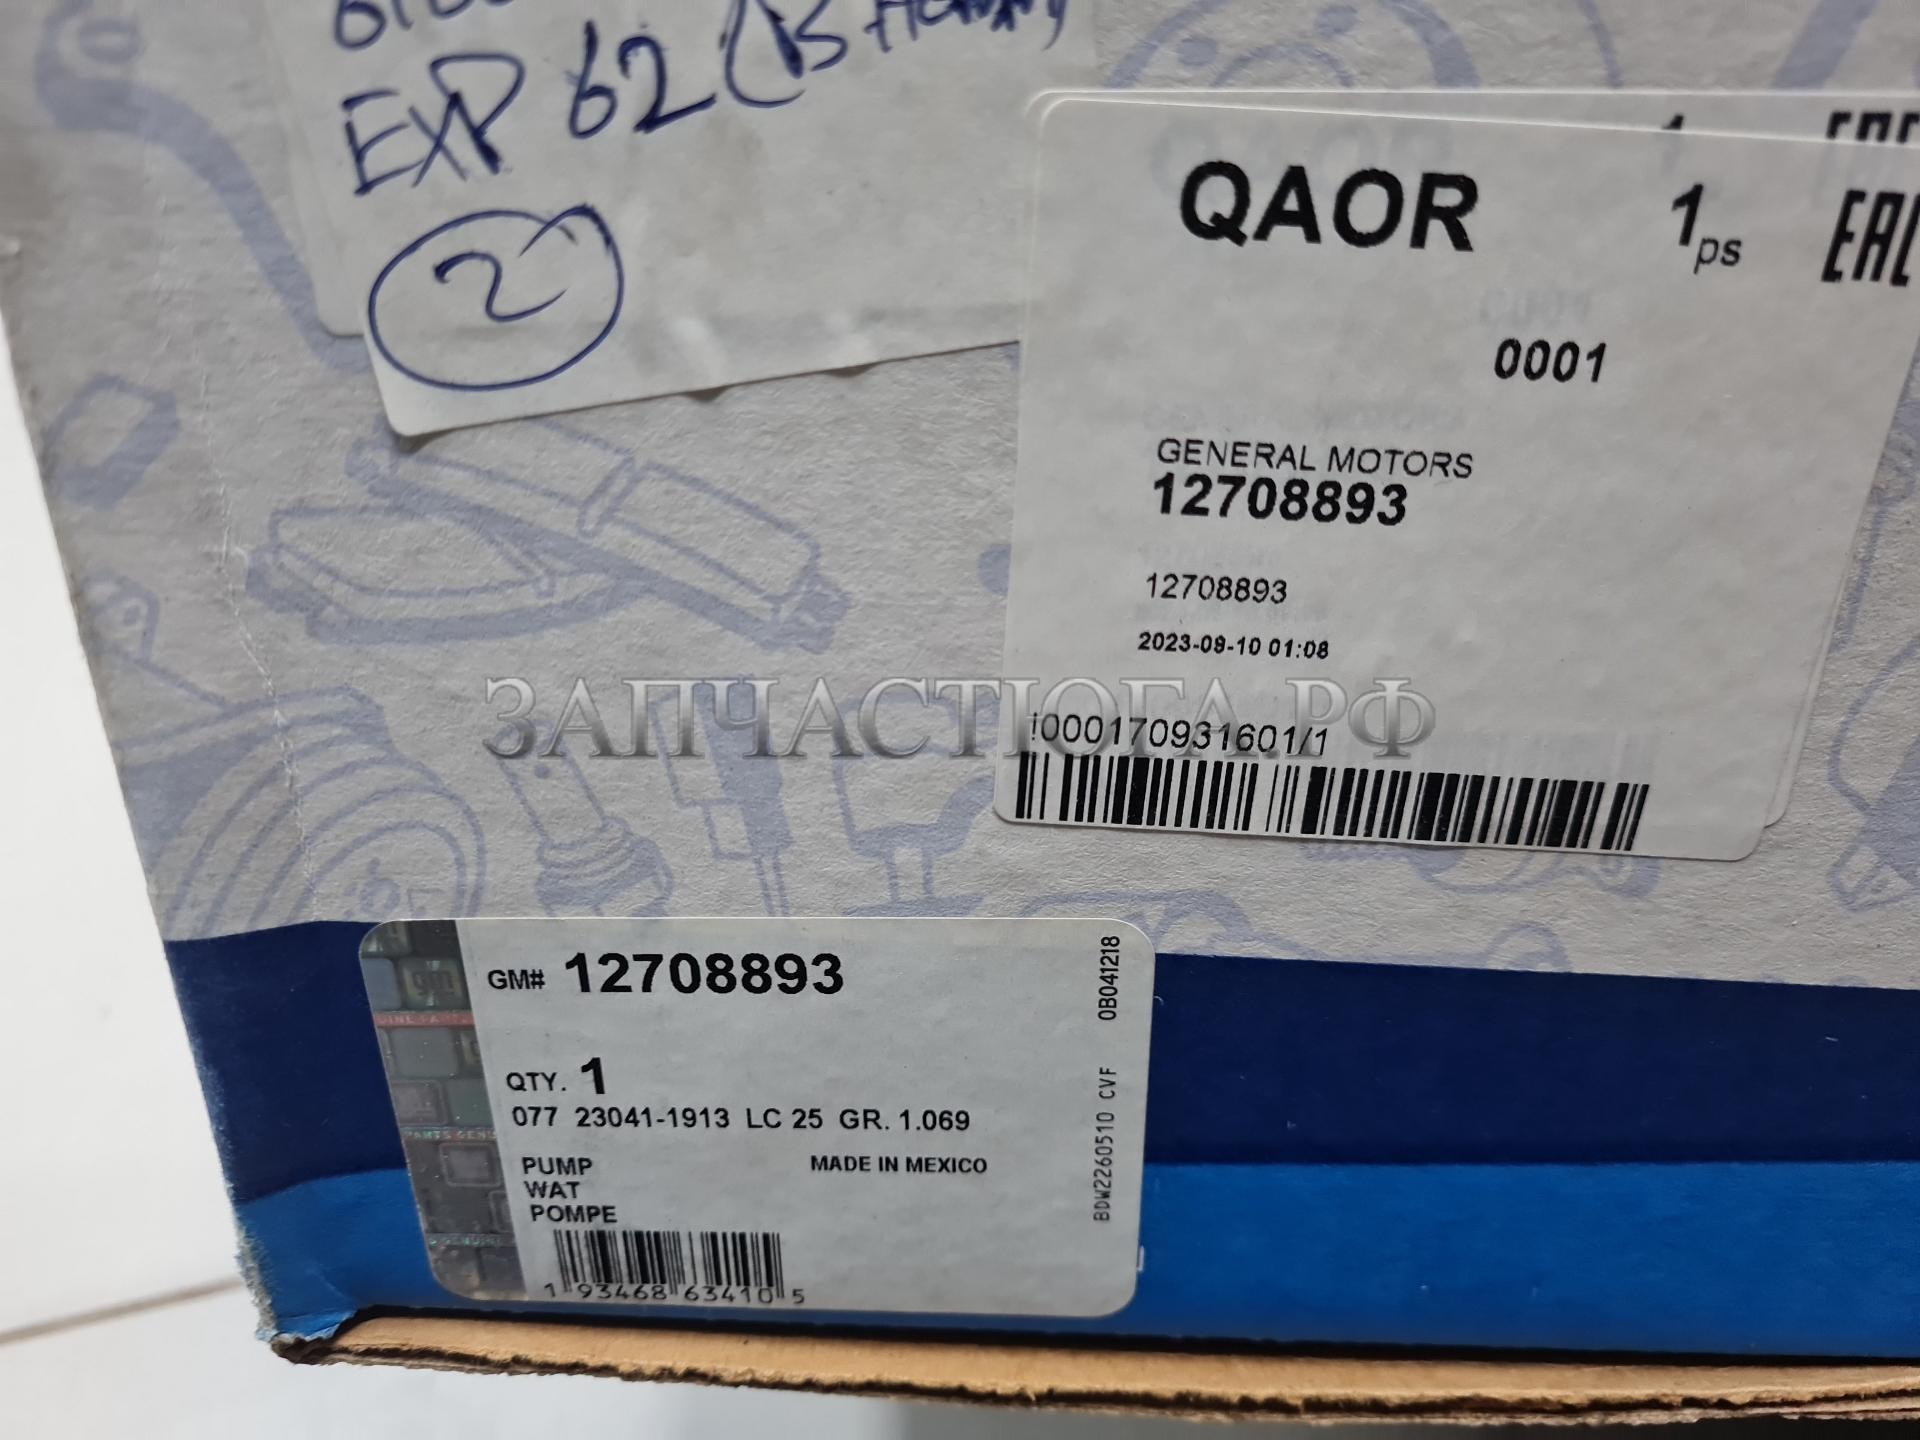 EXP 62 (В
2
QAOR 1ps EAC
0001
GENERAL MOTORS
12708893
12708893
2023-09-10 01:08
ЗАПЧАСТЮГА.РФ
!000170931601/1
GM# 12708893
QTY. 1
077 23041-1913 LC 25 GR. 1.069
PUMP MADE IN MEXICO
WAT
POMPE
1 93468 63410 5
0B041218
BDW2260510 CVF